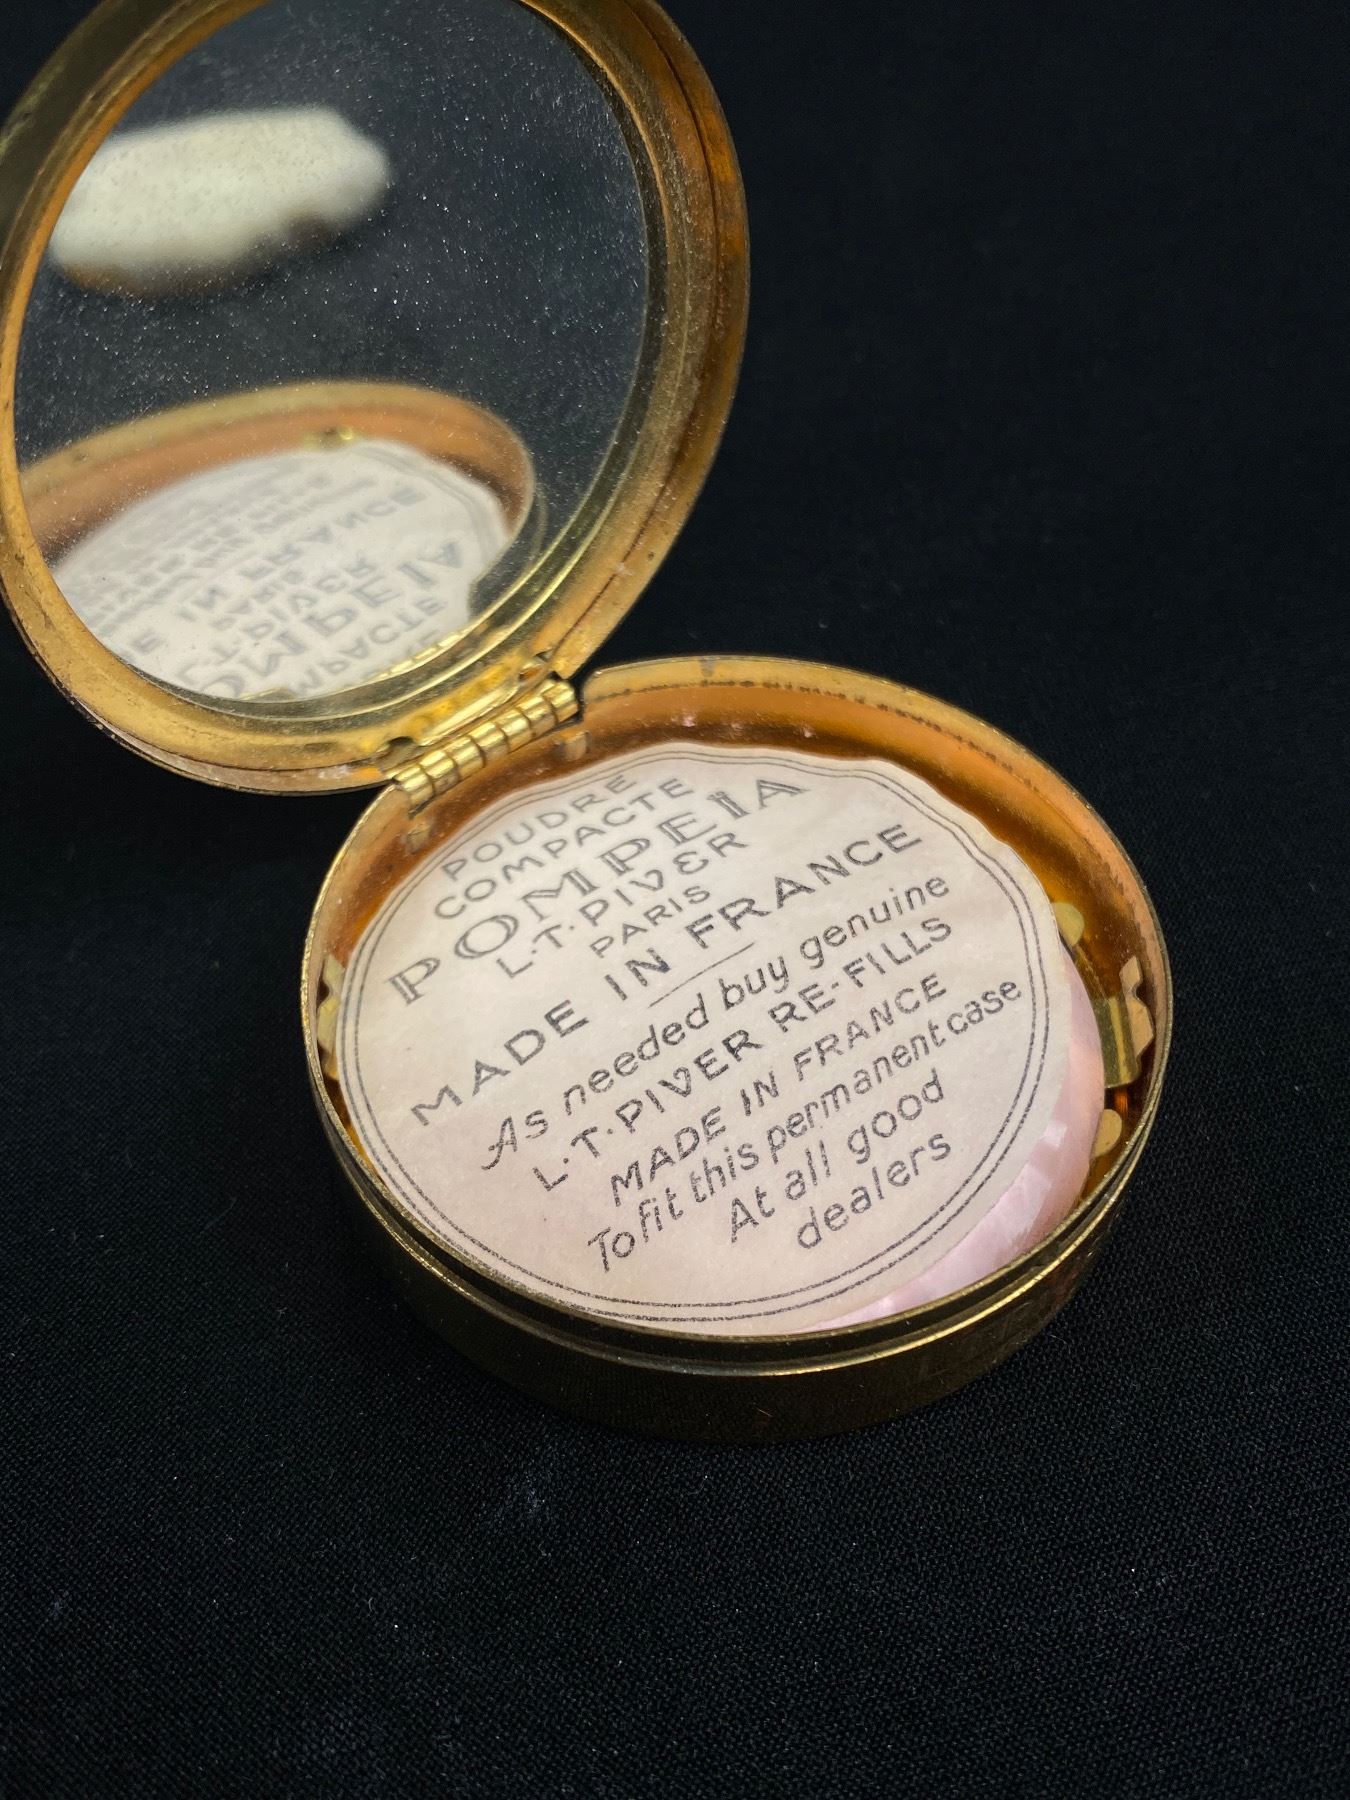 POUDRE
COMPACTE
POMPEIA
L·T·PIVER
PARIS
MADE IN FRANCE
As needed buy genuine
L·T·PIVER RE-FILLS
MADE IN FRANCE
To fit this permanent case
At all good
dealers